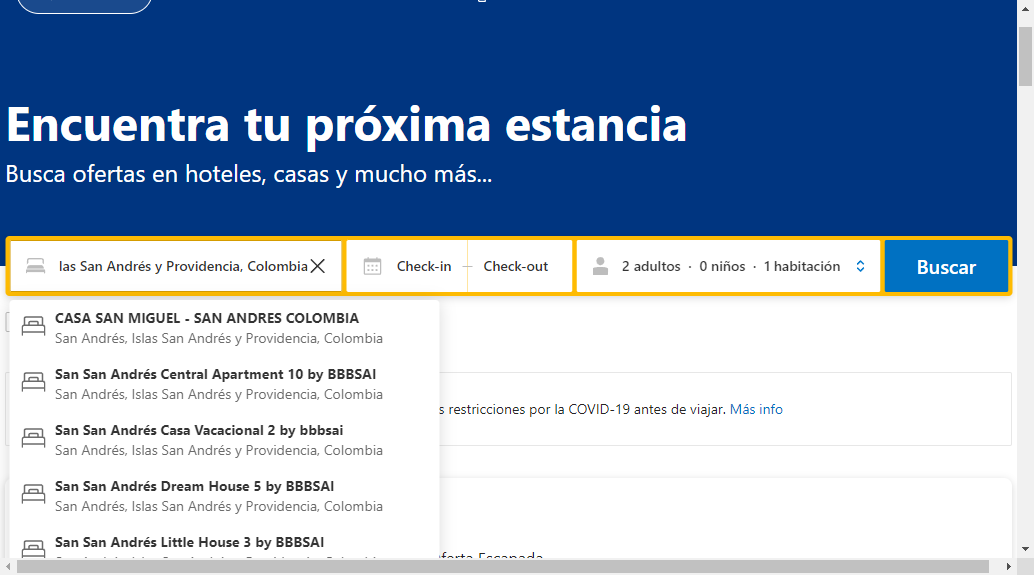 Encuentra tu próxima estancia
Busca ofertas en hoteles, casas y mucho más...
las San Andrés y Providencia, Colombia
Check-in — Check-out
2 adultos · 0 niños · 1 habitación
Buscar
CASA SAN MIGUEL - SAN ANDRES COLOMBIA
San Andrés, Islas San Andrés y Providencia, Colombia
San San Andrés Central Apartment 10 by BBBSAI
San Andrés, Islas San Andrés y Providencia, Colombia
San San Andrés Casa Vacacional 2 by bbbsai
San Andrés, Islas San Andrés y Providencia, Colombia
San San Andrés Dream House 5 by BBBSAI
San Andrés, Islas San Andrés y Providencia, Colombia
San San Andrés Little House 3 by BBBSAI
restricciones por la COVID-19 antes de viajar. Más info
Escapada